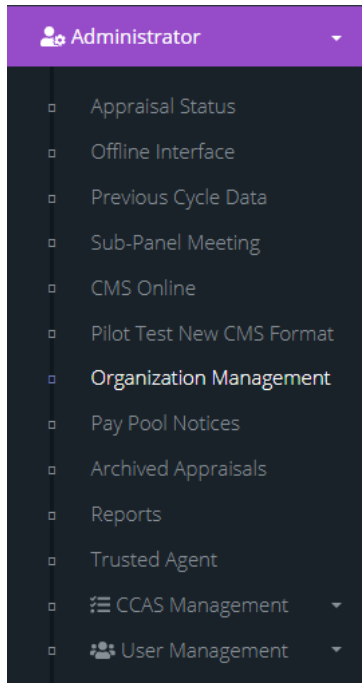 Administrator
Appraisal Status
Offline Interface
Previous Cycle Data
Sub-Panel Meeting
CMS Online
Pilot Test New CMS Format
Organization Management
Pay Pool Notices
Archived Appraisals
Reports
Trusted Agent
CCAS Management
User Management